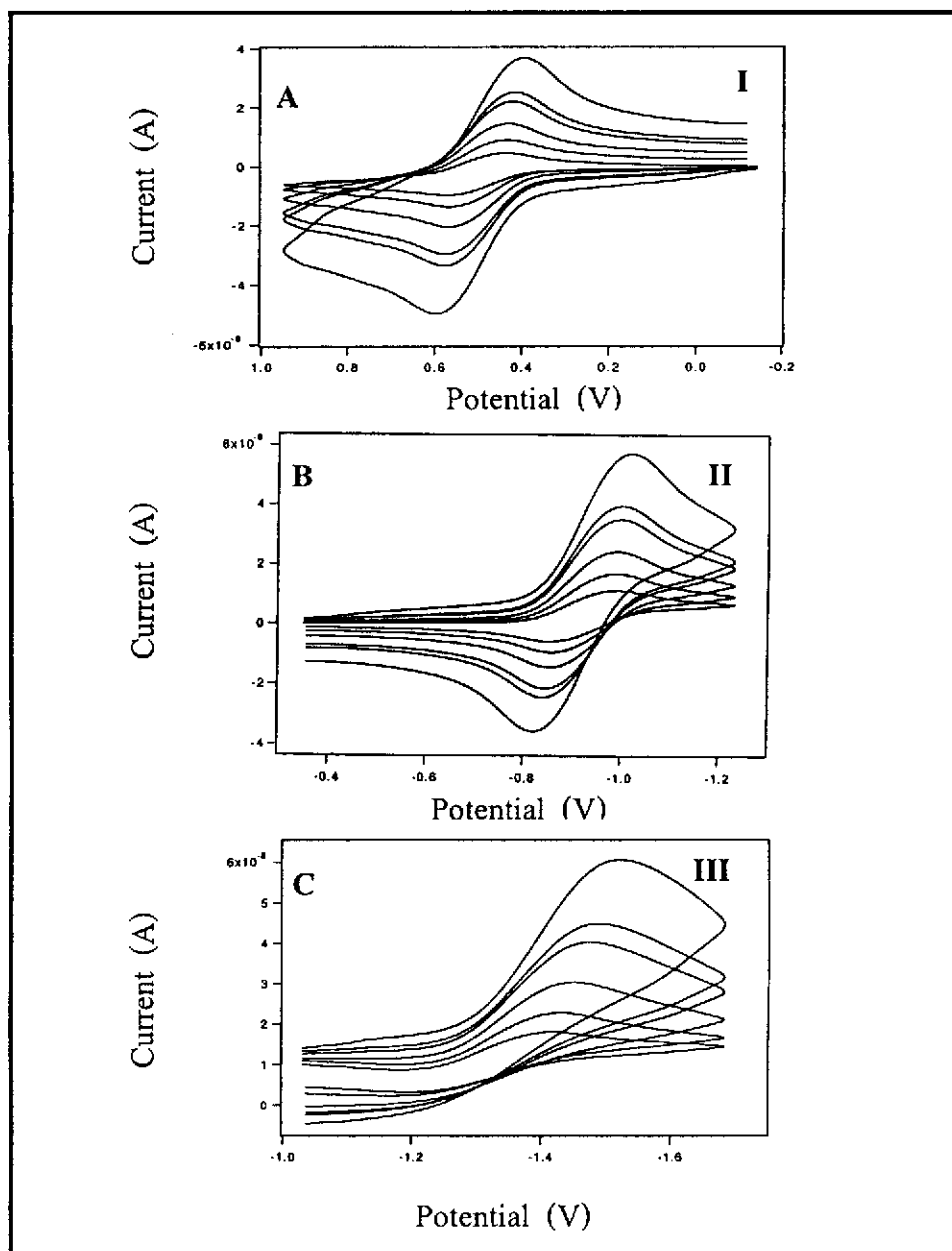 A
I
4
2
0
-2
-4
-6x10⁻⁸
Current (A)
1.0 0.8 0.6 0.4 0.2 0.0 -0.2
Potential (V)
B
II
6x10⁻⁸
4
2
0
-2
-4
Current (A)
-0.4 -0.6 -0.8 -1.0 -1.2
Potential (V)
C
III
6x10⁻⁸
5
4
3
2
1
0
Current (A)
-1.0 -1.2 -1.4 -1.6
Potential (V)